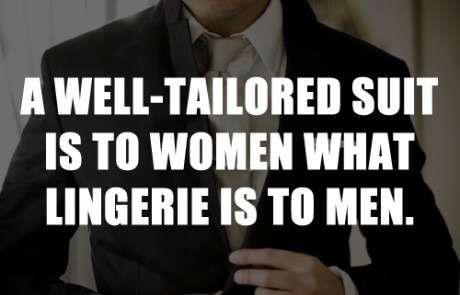 A WELL-TAILORED SUIT
IS TO WOMEN WHAT
LINGERIE IS TO MEN.